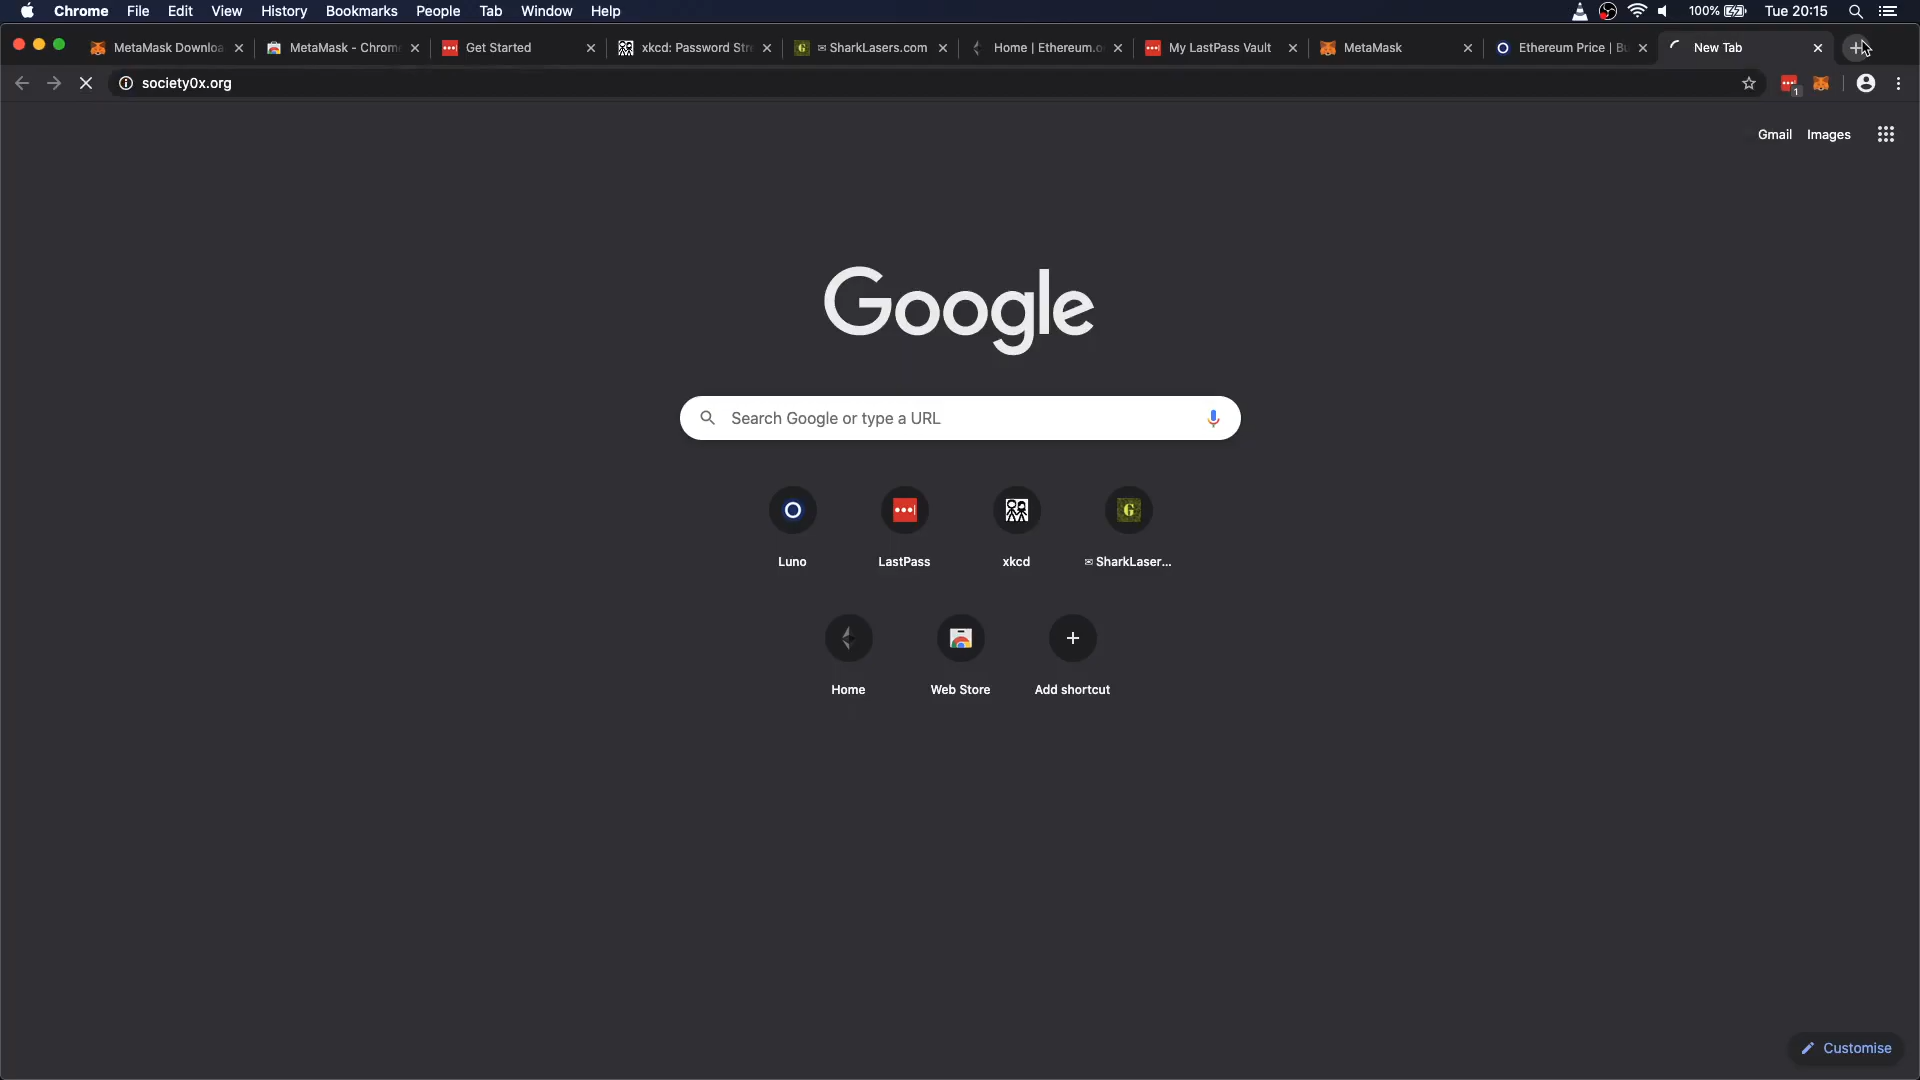 Chrome File Edit View History Bookmarks People Tab Window Help 100% Tue 20:15
MetaMask Downloa MetaMask - Chrome Get Started xkcd: Password Str SharkLasers.com Home | Ethereum.o My LastPass Vault MetaMask Ethereum Price | Bu New Tab
society0x.org 1
Gmail Images
Google
Search Google or type a URL
Luno LastPass xkcd SharkLaser...
Home Web Store Add shortcut
Customise